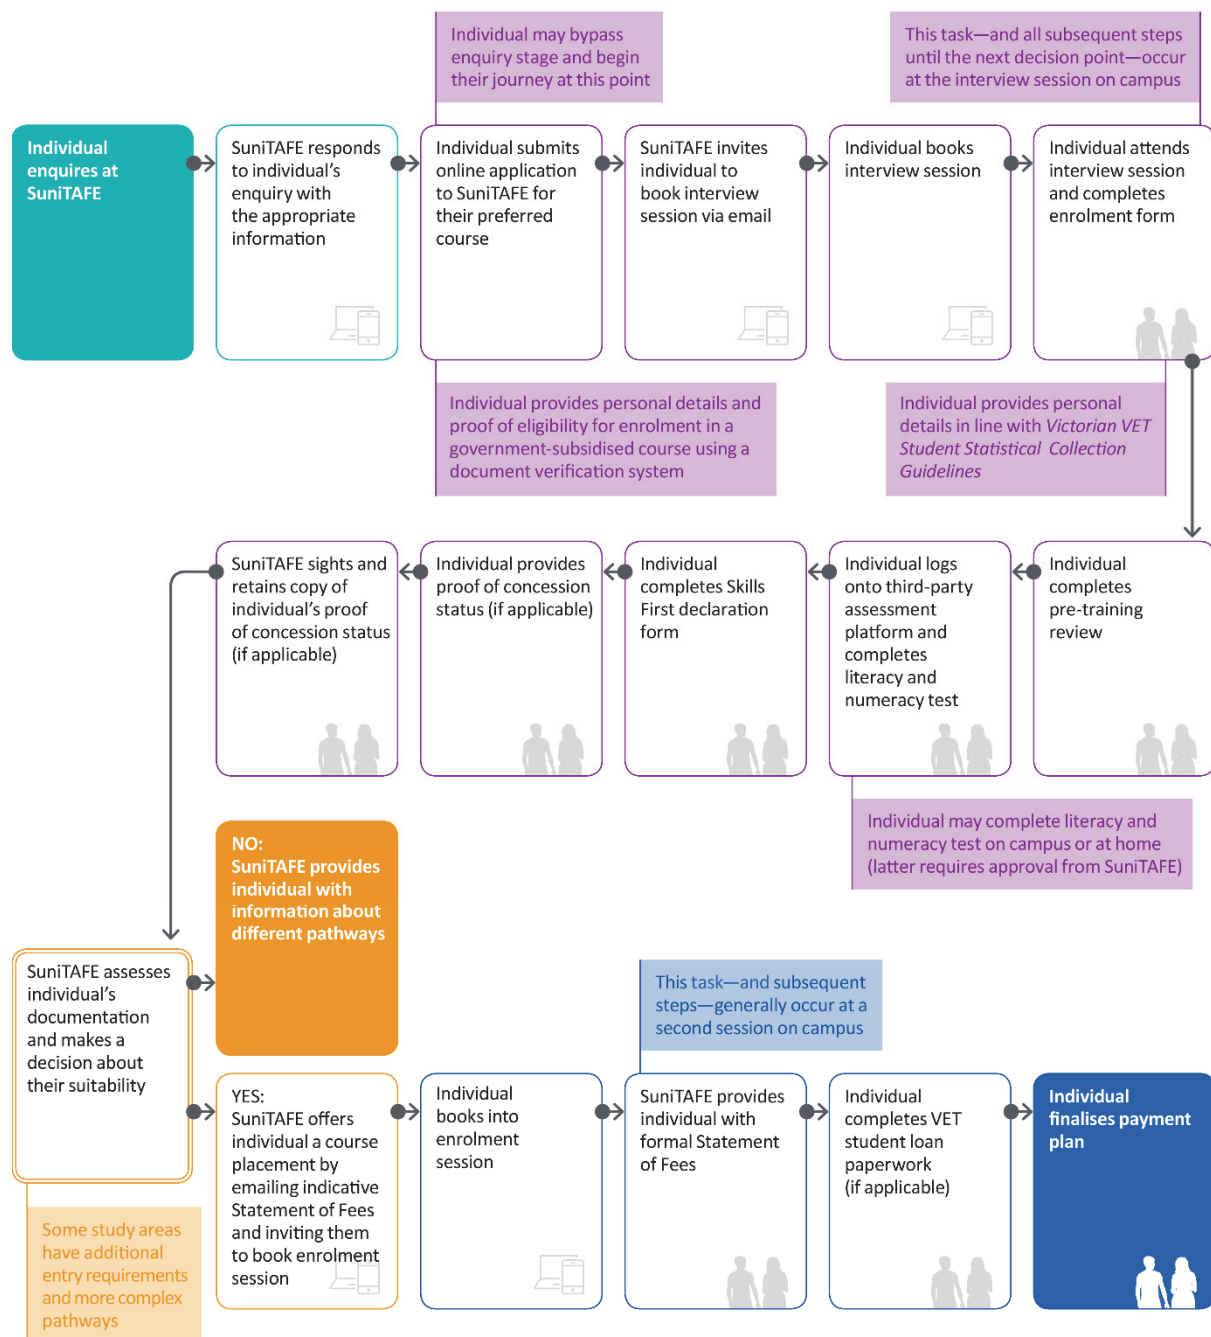 Individual may bypass
enquiry stage and begin
their journey at this point
This task—and all subsequent steps
until the next decision point—occur
at the interview session on campus
Individual
enquires at
SuniTAFE
SuniTAFE responds
to individual's
enquiry with
the appropriate
information
Individual submits
online application
to SuniTAFE for
their preferred
course
SuniTAFE invites
individual to
book interview
session via email
Individual books
interview session
Individual attends
interview session
and completes
enrolment form
Individual provides personal details and
proof of eligibility for enrolment in a
government-subsidised course using a
document verification system
Individual provides personal
details in line with Victorian VET
Student Statistical Collection
Guidelines
SuniTAFE sights and
retains copy of
individual's proof
of concession status
(if applicable)
Individual provides
proof of concession
status (if applicable)
Individual
completes Skills
First declaration
form
Individual logs
onto third-party
assessment
platform and
completes
literacy and
numeracy test
Individual
completes
pre-training
review
Individual may complete literacy and
numeracy test on campus or at home
(latter requires approval from SuniTAFE)
NO:
SuniTAFE provides
individual with
information about
different pathways
SuniTAFE assesses
individual's
documentation
and makes a
decision about
their suitability
This task—and subsequent
steps—generally occur at a
second session on campus
YES:
SuniTAFE offers
individual a course
placement by
emailing indicative
Statement of Fees
and inviting them
to book enrolment
session
Individual
books into
enrolment
session
SuniTAFE provides
individual with
formal Statement
of Fees
Individual
completes VET
student loan
paperwork
(if applicable)
Individual
finalises payment
plan
Some study areas
have additional
entry requirements
and more complex
pathways